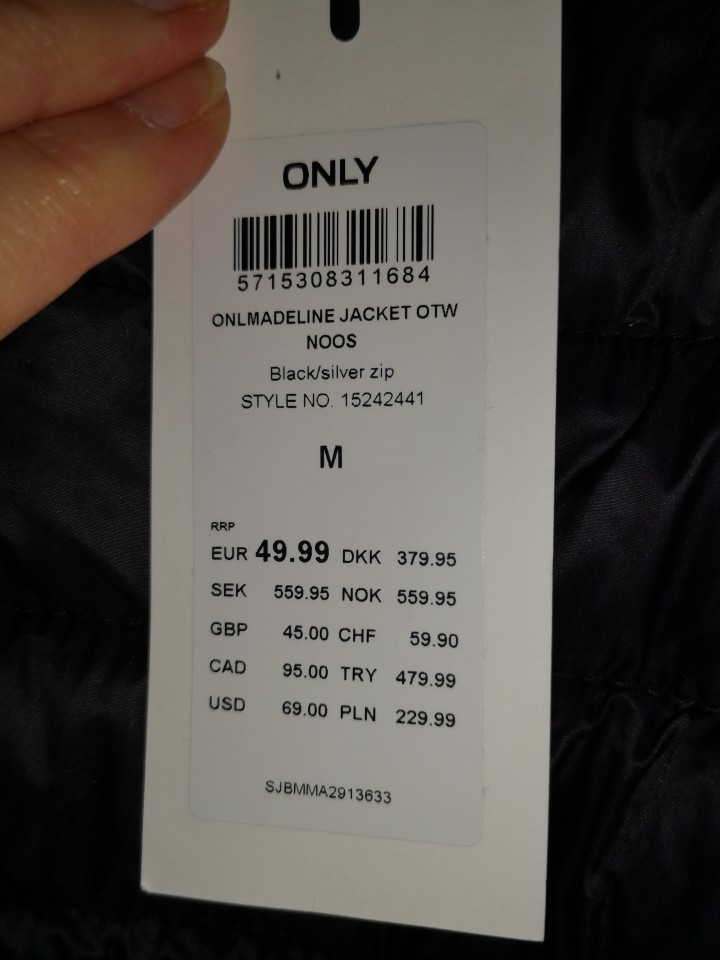 ONLY
5715308311684
ONLMADELINE JACKET OTW
NOOS
Black/silver zip
STYLE NO. 15242441
M
RRP
EUR 49.99 DKK 379.95
SEK 559.95 NOK 559.95
GBP 45.00 CHF 59.90
CAD 95.00 TRY 479.99
USD 69.00 PLN 229.99
SJBMMA2913633